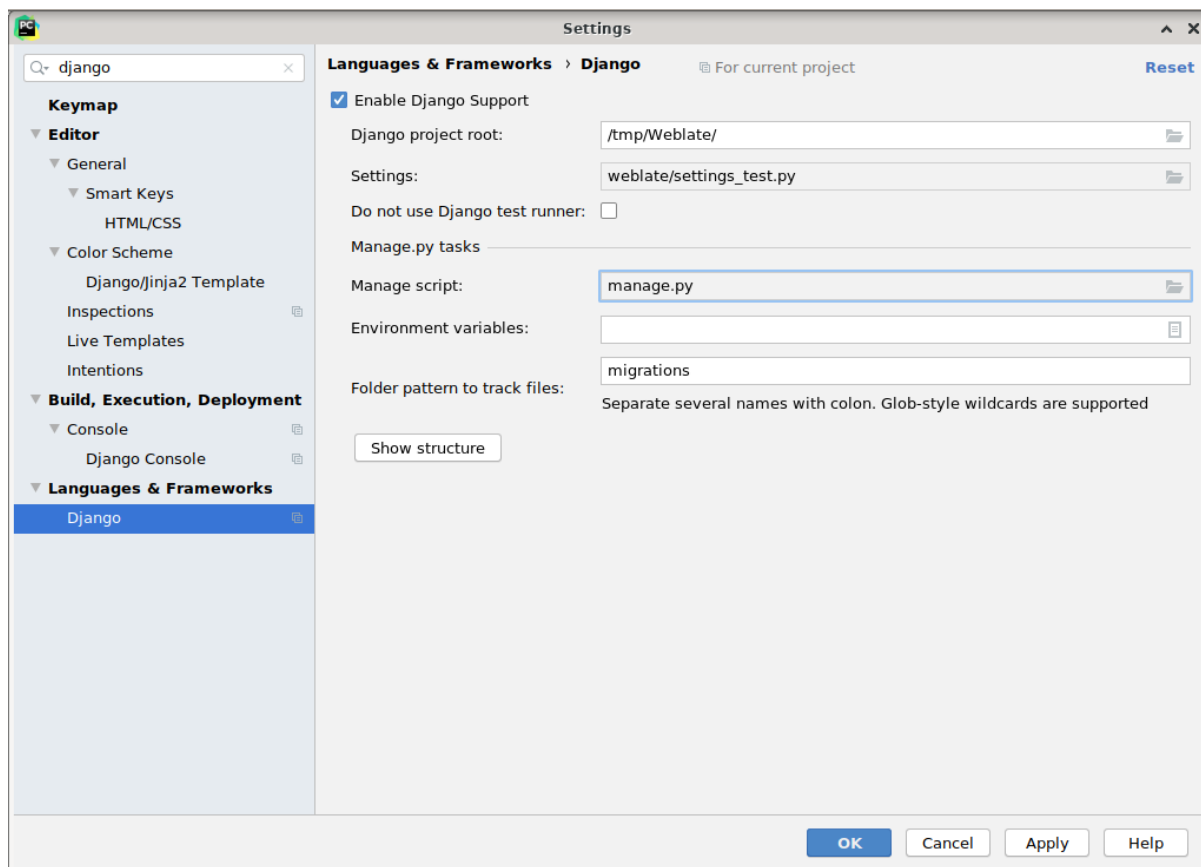 PC
Settings
django
Languages & Frameworks › Django
For current project
Reset
Keymap
Editor
General
Smart Keys
HTML/CSS
Color Scheme
Django/Jinja2 Template
Inspections
Live Templates
Intentions
Build, Execution, Deployment
Console
Django Console
Languages & Frameworks
Django
Enable Django Support
Django project root: /tmp/Weblate/
Settings: weblate/settings_test.py
Do not use Django test runner:
Manage.py tasks
Manage script: manage.py
Environment variables:
Folder pattern to track files: migrations
Separate several names with colon. Glob-style wildcards are supported
Show structure
OK
Cancel
Apply
Help